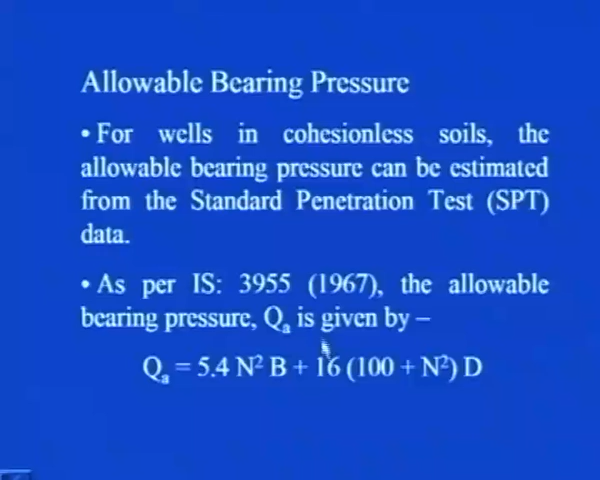 Allowable Bearing Pressure
• For wells in cohesionless soils, the
allowable bearing pressure can be estimated
from the Standard Penetration Test (SPT)
data.
• As per IS: 3955 (1967), the allowable
bearing pressure, Qₐ is given by –
Qₐ = 5.4 N² B + 16 (100 + N²) D